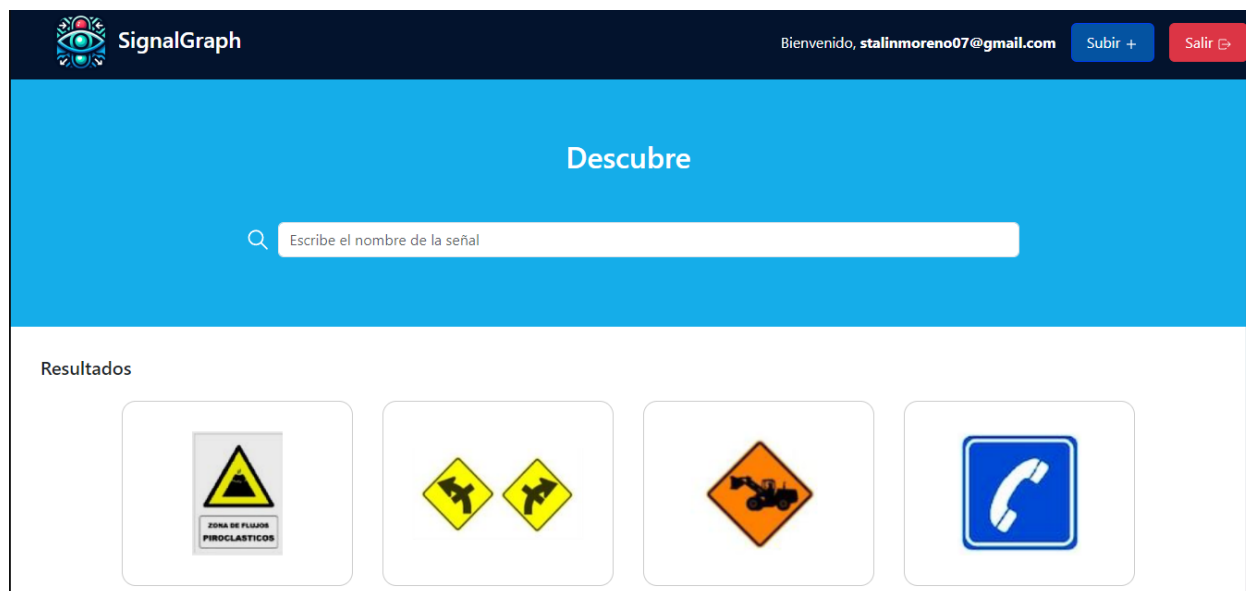 SignalGraph
Bienvenido, stalinmoreno07@gmail.com
Subir +
Salir
Descubre
Escribe el nombre de la señal
Resultados
ZONA DE FLUJOS
PIROCLASTICOS